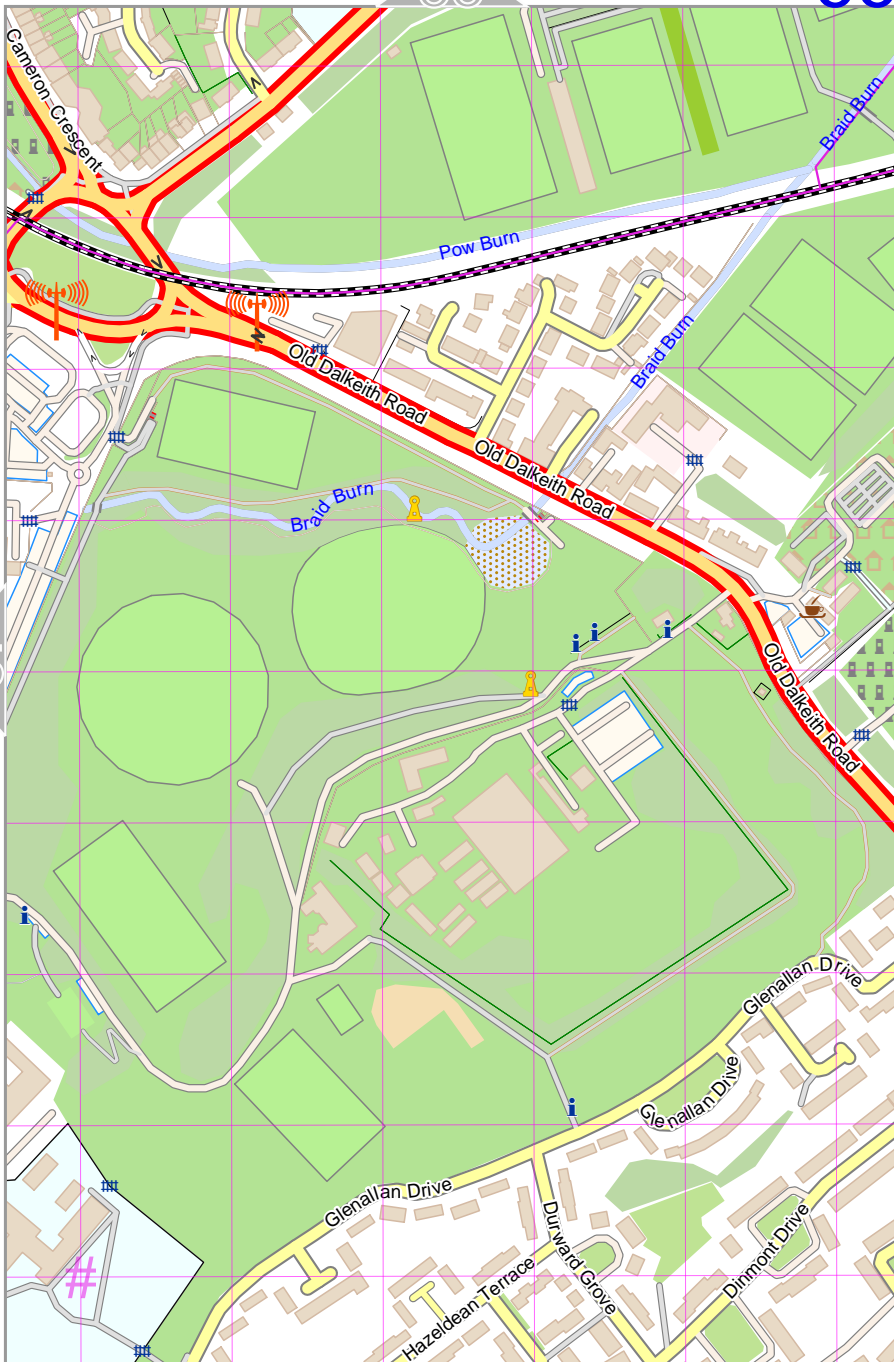 Cameron Crescent
Braid Burn
Pow Burn
Braid Burn
Old Dalkeith Road
Old Dalkeith Road
Braid Burn
Old Dalkeith Road
Glenallan Drive
Glenallan Drive
Glenallan Drive
Durward Grove
Dinmont Drive
Hazeldean Terrace
#